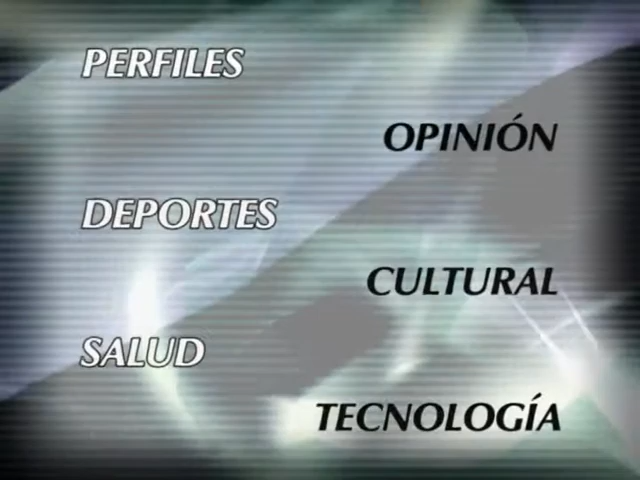 PERFILES
OPINIÓN
DEPORTES
CULTURAL
SALUD
TECNOLOGÍA